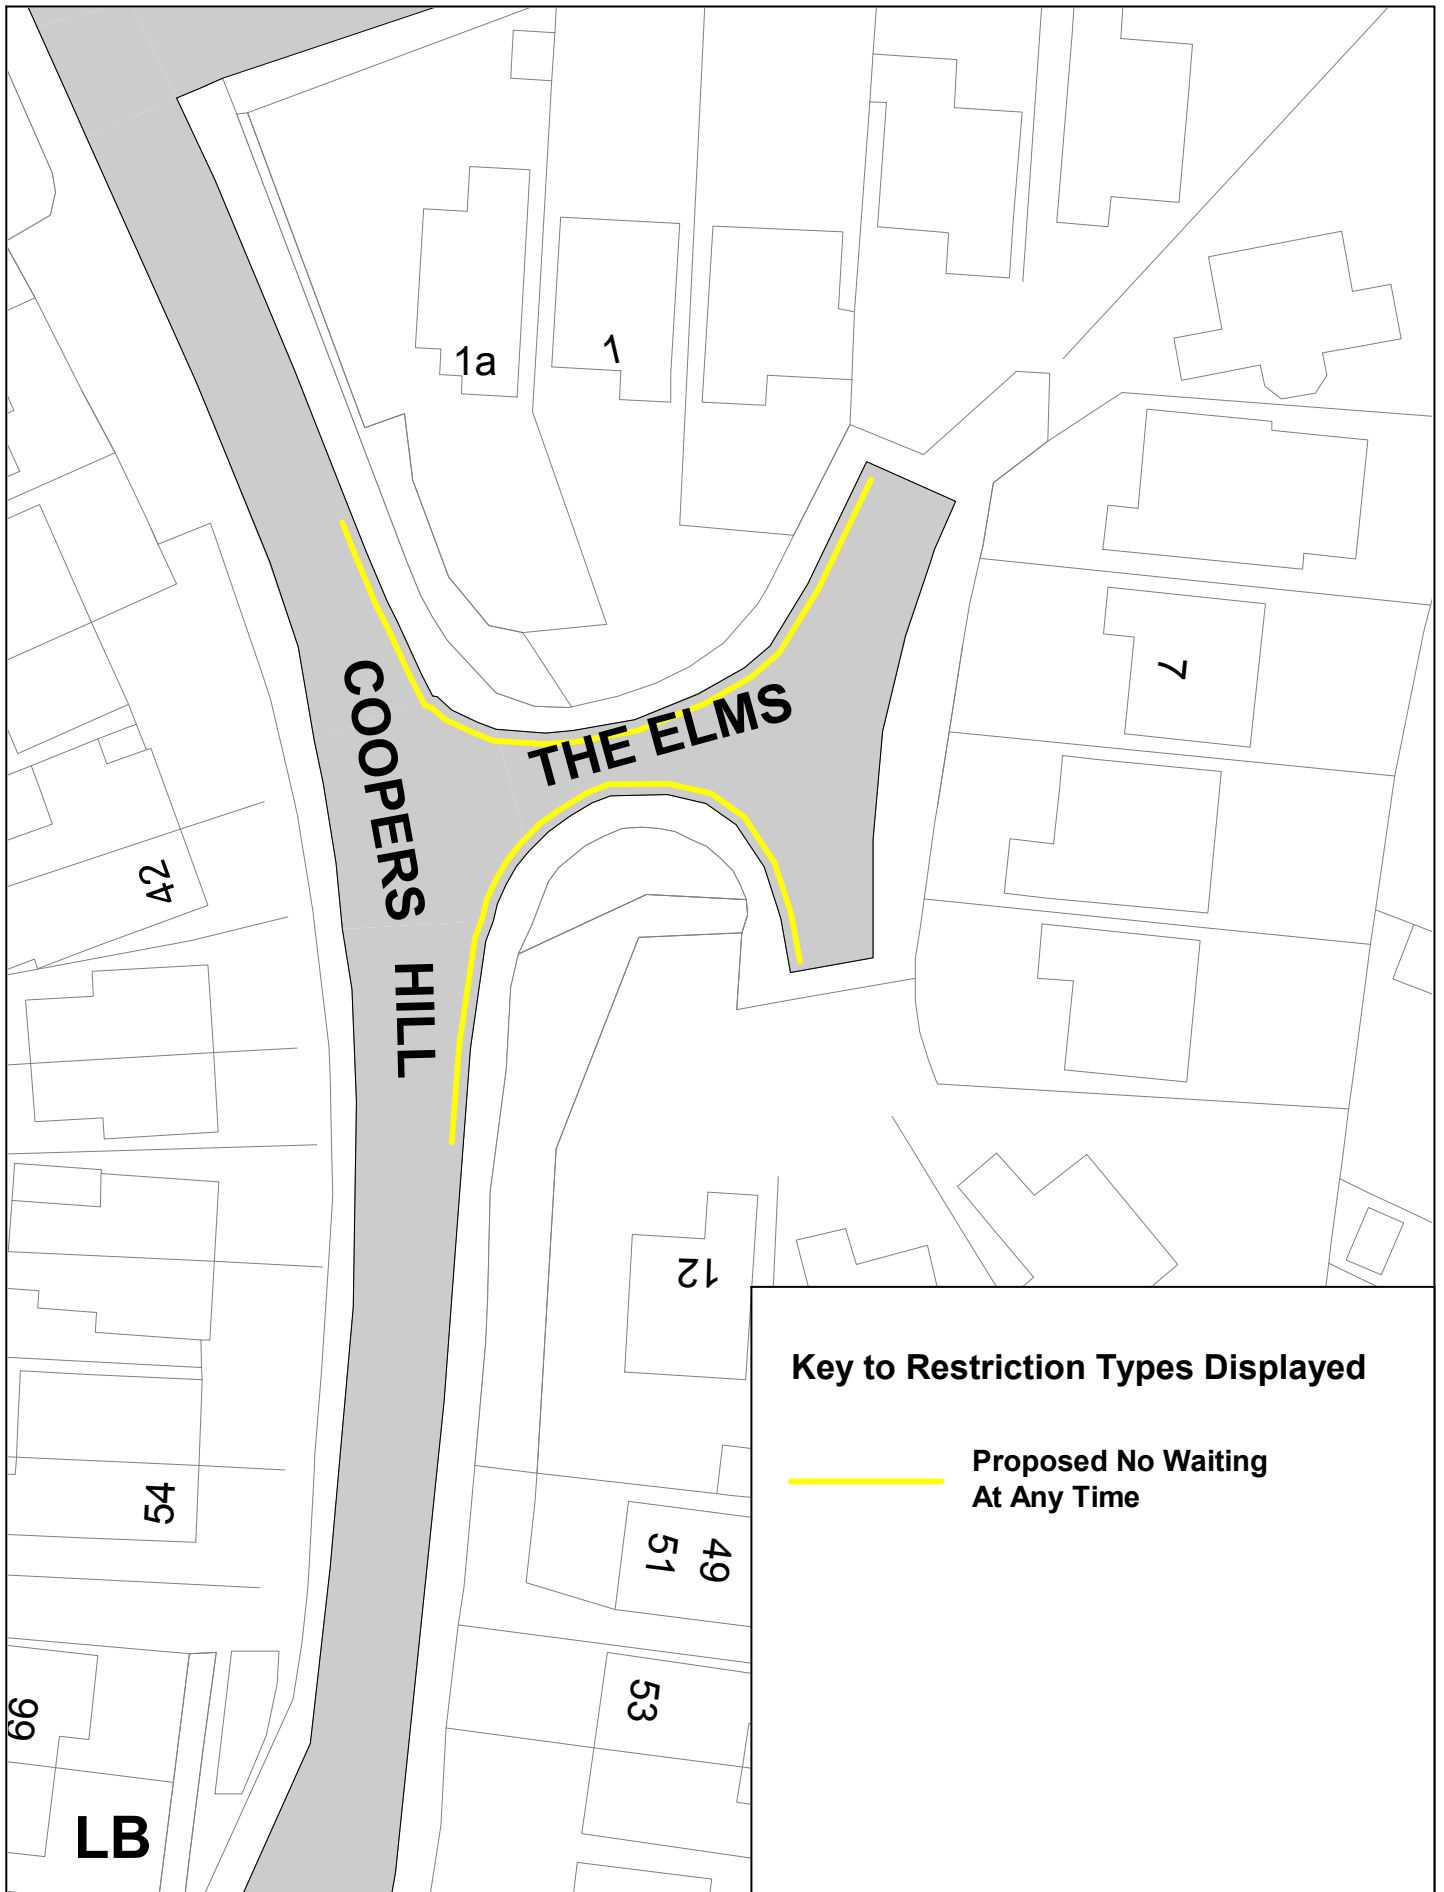 1a
1
7
THE ELMS
COOPERS HILL
42
12
Key to Restriction Types Displayed
Proposed No Waiting
At Any Time
54
51
49
53
99
LB